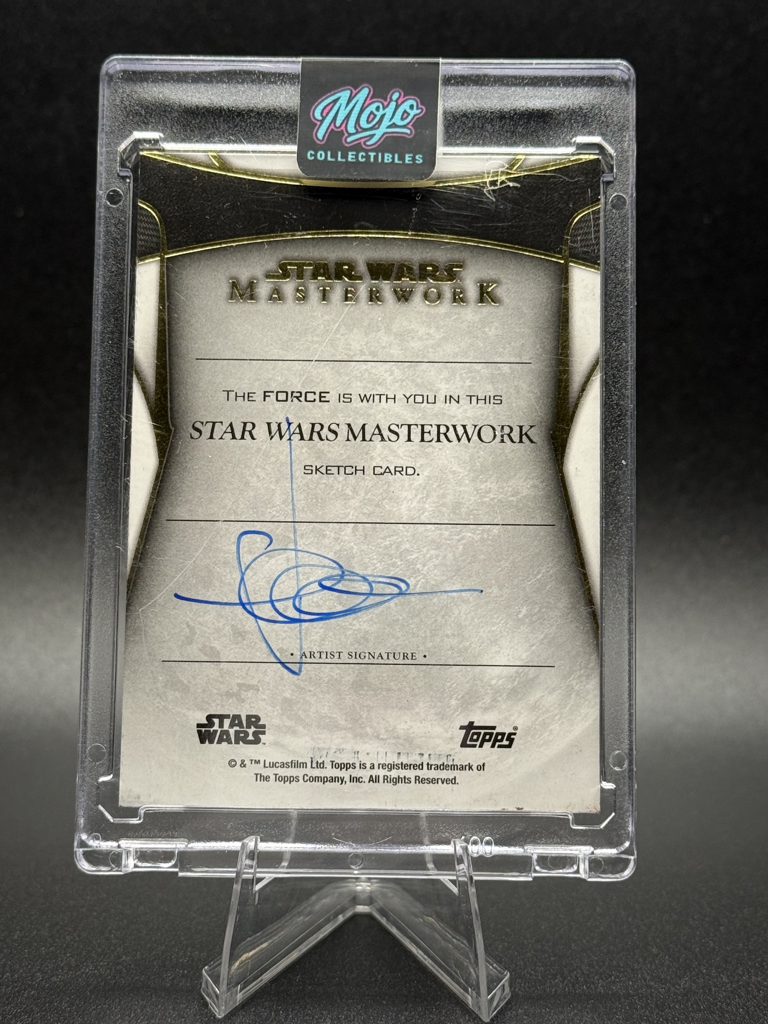 Mojo
COLLECTIBLES
STAR WARS
MASTERWORK
THE FORCE IS WITH YOU IN THIS
STAR WARS MASTERWORK
SKETCH CARD.
• ARTIST SIGNATURE •
STAR
WARS™
Topps®
© & ™ Lucasfilm Ltd. Topps is a registered trademark of
The Topps Company, Inc. All Rights Reserved.